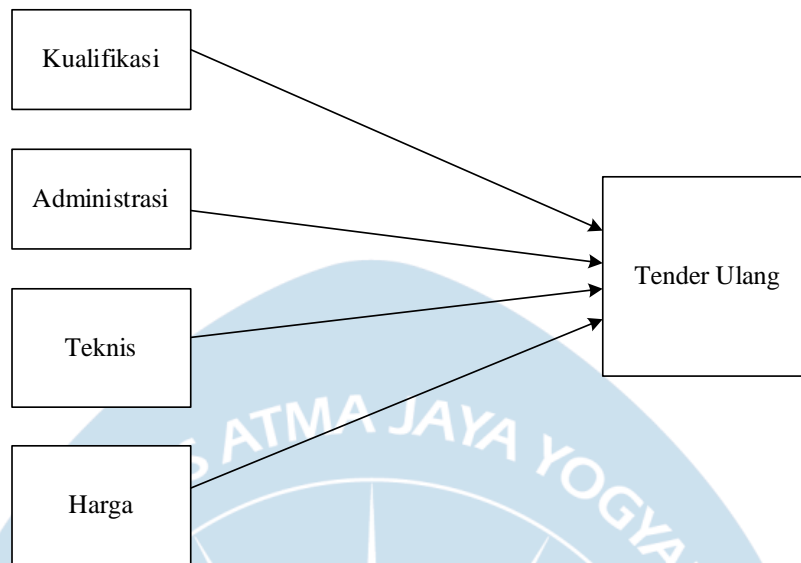 Kualifikasi
Administrasi
Teknis
Harga
Tender Ulang
S ATMA JAYA YOGYA